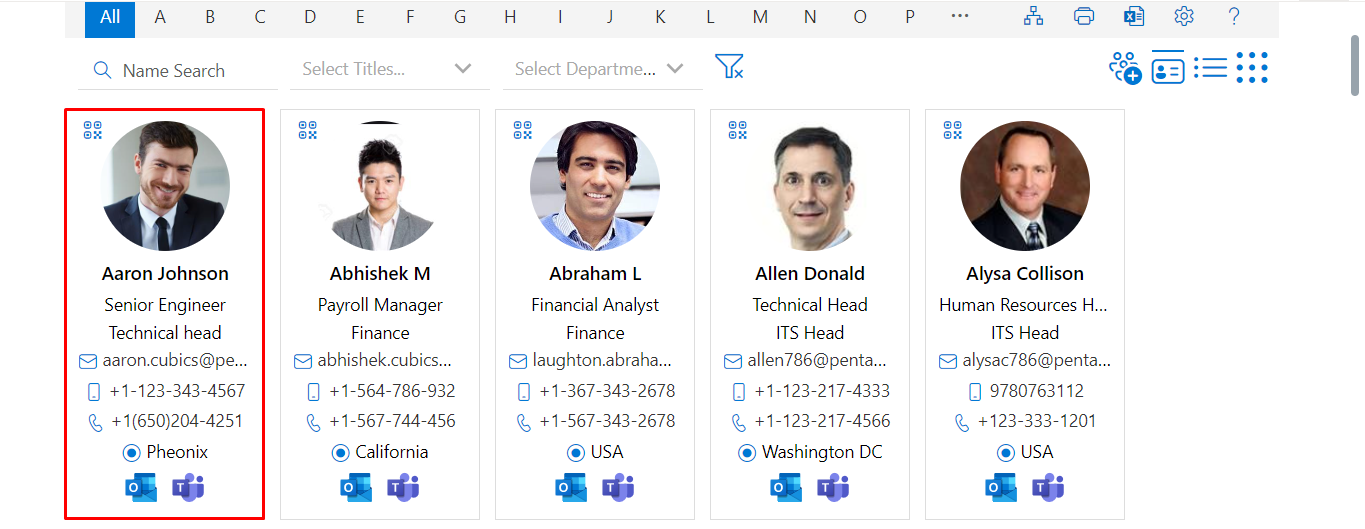 All A B C D E F G H I J K L M N O P ... ?
Name Search Select Titles... Select Departme...
Aaron Johnson
Senior Engineer
Technical head
aaron.cubics@pe...
+1-123-343-4567
+1(650)204-4251
Pheonix
Abhishek M
Payroll Manager
Finance
abhishek.cubics...
+1-564-786-932
+1-567-744-456
California
Abraham L
Financial Analyst
Finance
laughton.abraha...
+1-367-343-2678
+1-567-343-2678
USA
Allen Donald
Technical Head
ITS Head
allen786@penta...
+1-123-217-4333
+1-123-217-4566
Washington DC
Alysa Collison
Human Resources H...
ITS Head
alysac786@penta...
9780763112
+123-333-1201
USA